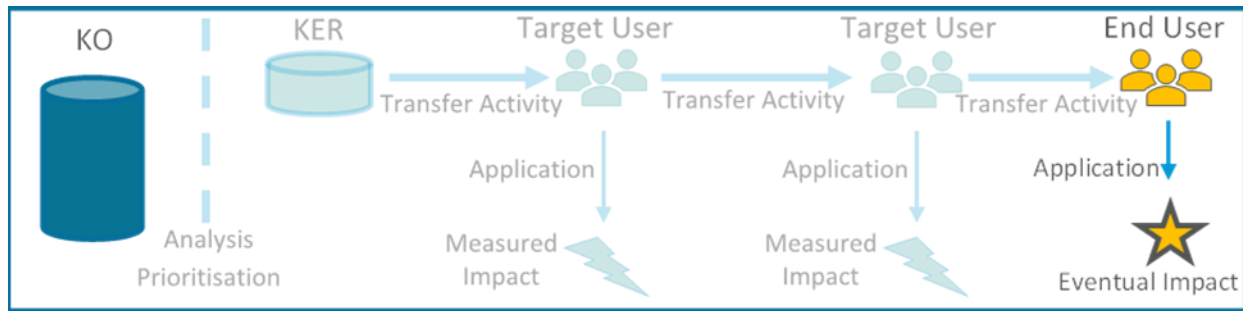 KO
KER
Target User
Target User
End User
Transfer Activity
Transfer Activity
Transfer Activity
Application
Application
Application
Analysis
Prioritisation
Measured
Impact
Measured
Impact
Eventual Impact